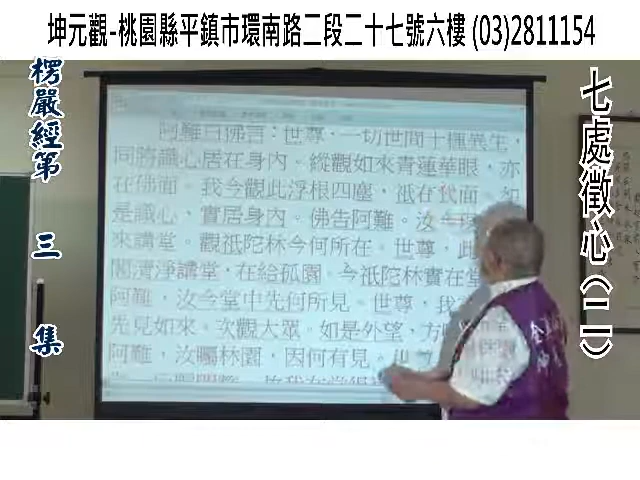 坤元觀-桃園縣平鎮市環南路二段二十七號六樓 (03)2811154
楞嚴經第三集
七處徵心(二)
阿難白佛言:世尊,一切世間十種異生,
同將識心居在身內。縱觀如來青蓮華眼,亦
在佛面。我今觀此浮根四塵,祇在我面,如
是識心,實居身內。佛告阿難。汝今
來講堂。觀祇陀林今何所在。世尊,此
閣清淨講堂,在給孤園。今祇陀林實在堂
阿難,汝今堂中先何所見。世尊,我
先見如來。次觀大眾。如是外望,方
阿難,汝矚林園,因何有見。世